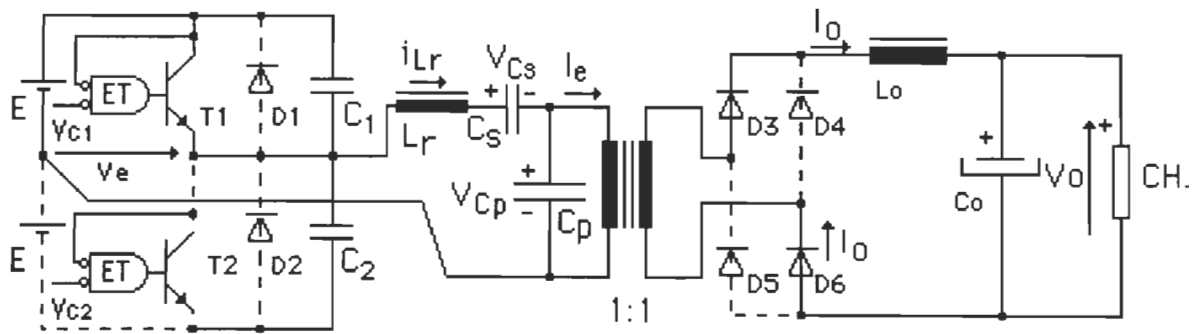 E
ET
VC1
T1
D1
C1
iLr
Lr
VCs
+ -
Cs
Ie
Ve
E
ET
VC2
T2
D2
C2
+
VCp
-
Cp
1:1
D3
D4
D5
D6
IO
IO
Lo
+
Co
VO
+
CH.